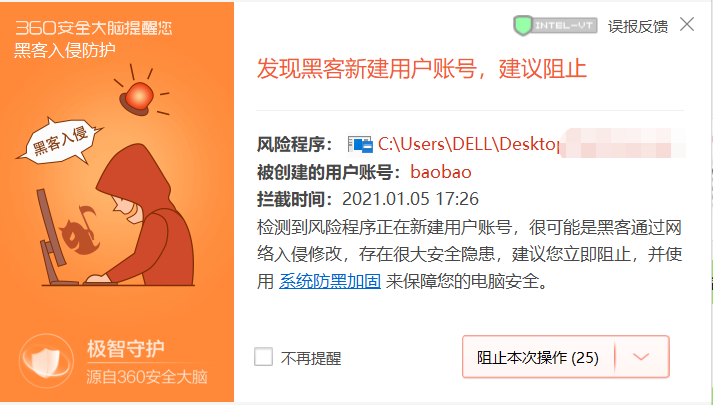 360安全大脑提醒您
黑客入侵防护
黑客入侵
极智守护
源自360安全大脑
INTEL-VT
误报反馈
发现黑客新建用户账号，建议阻止
风险程序： C:\Users\DELL\Desktop
被创建的用户账号：baobao
拦截时间：2021.01.05 17:26
检测到风险程序正在新建用户账号，很可能是黑客通过网
络入侵修改，存在很大安全隐患，建议您立即阻止，并使
用 系统防黑加固 来保障您的电脑安全。
不再提醒
阻止本次操作 (25)